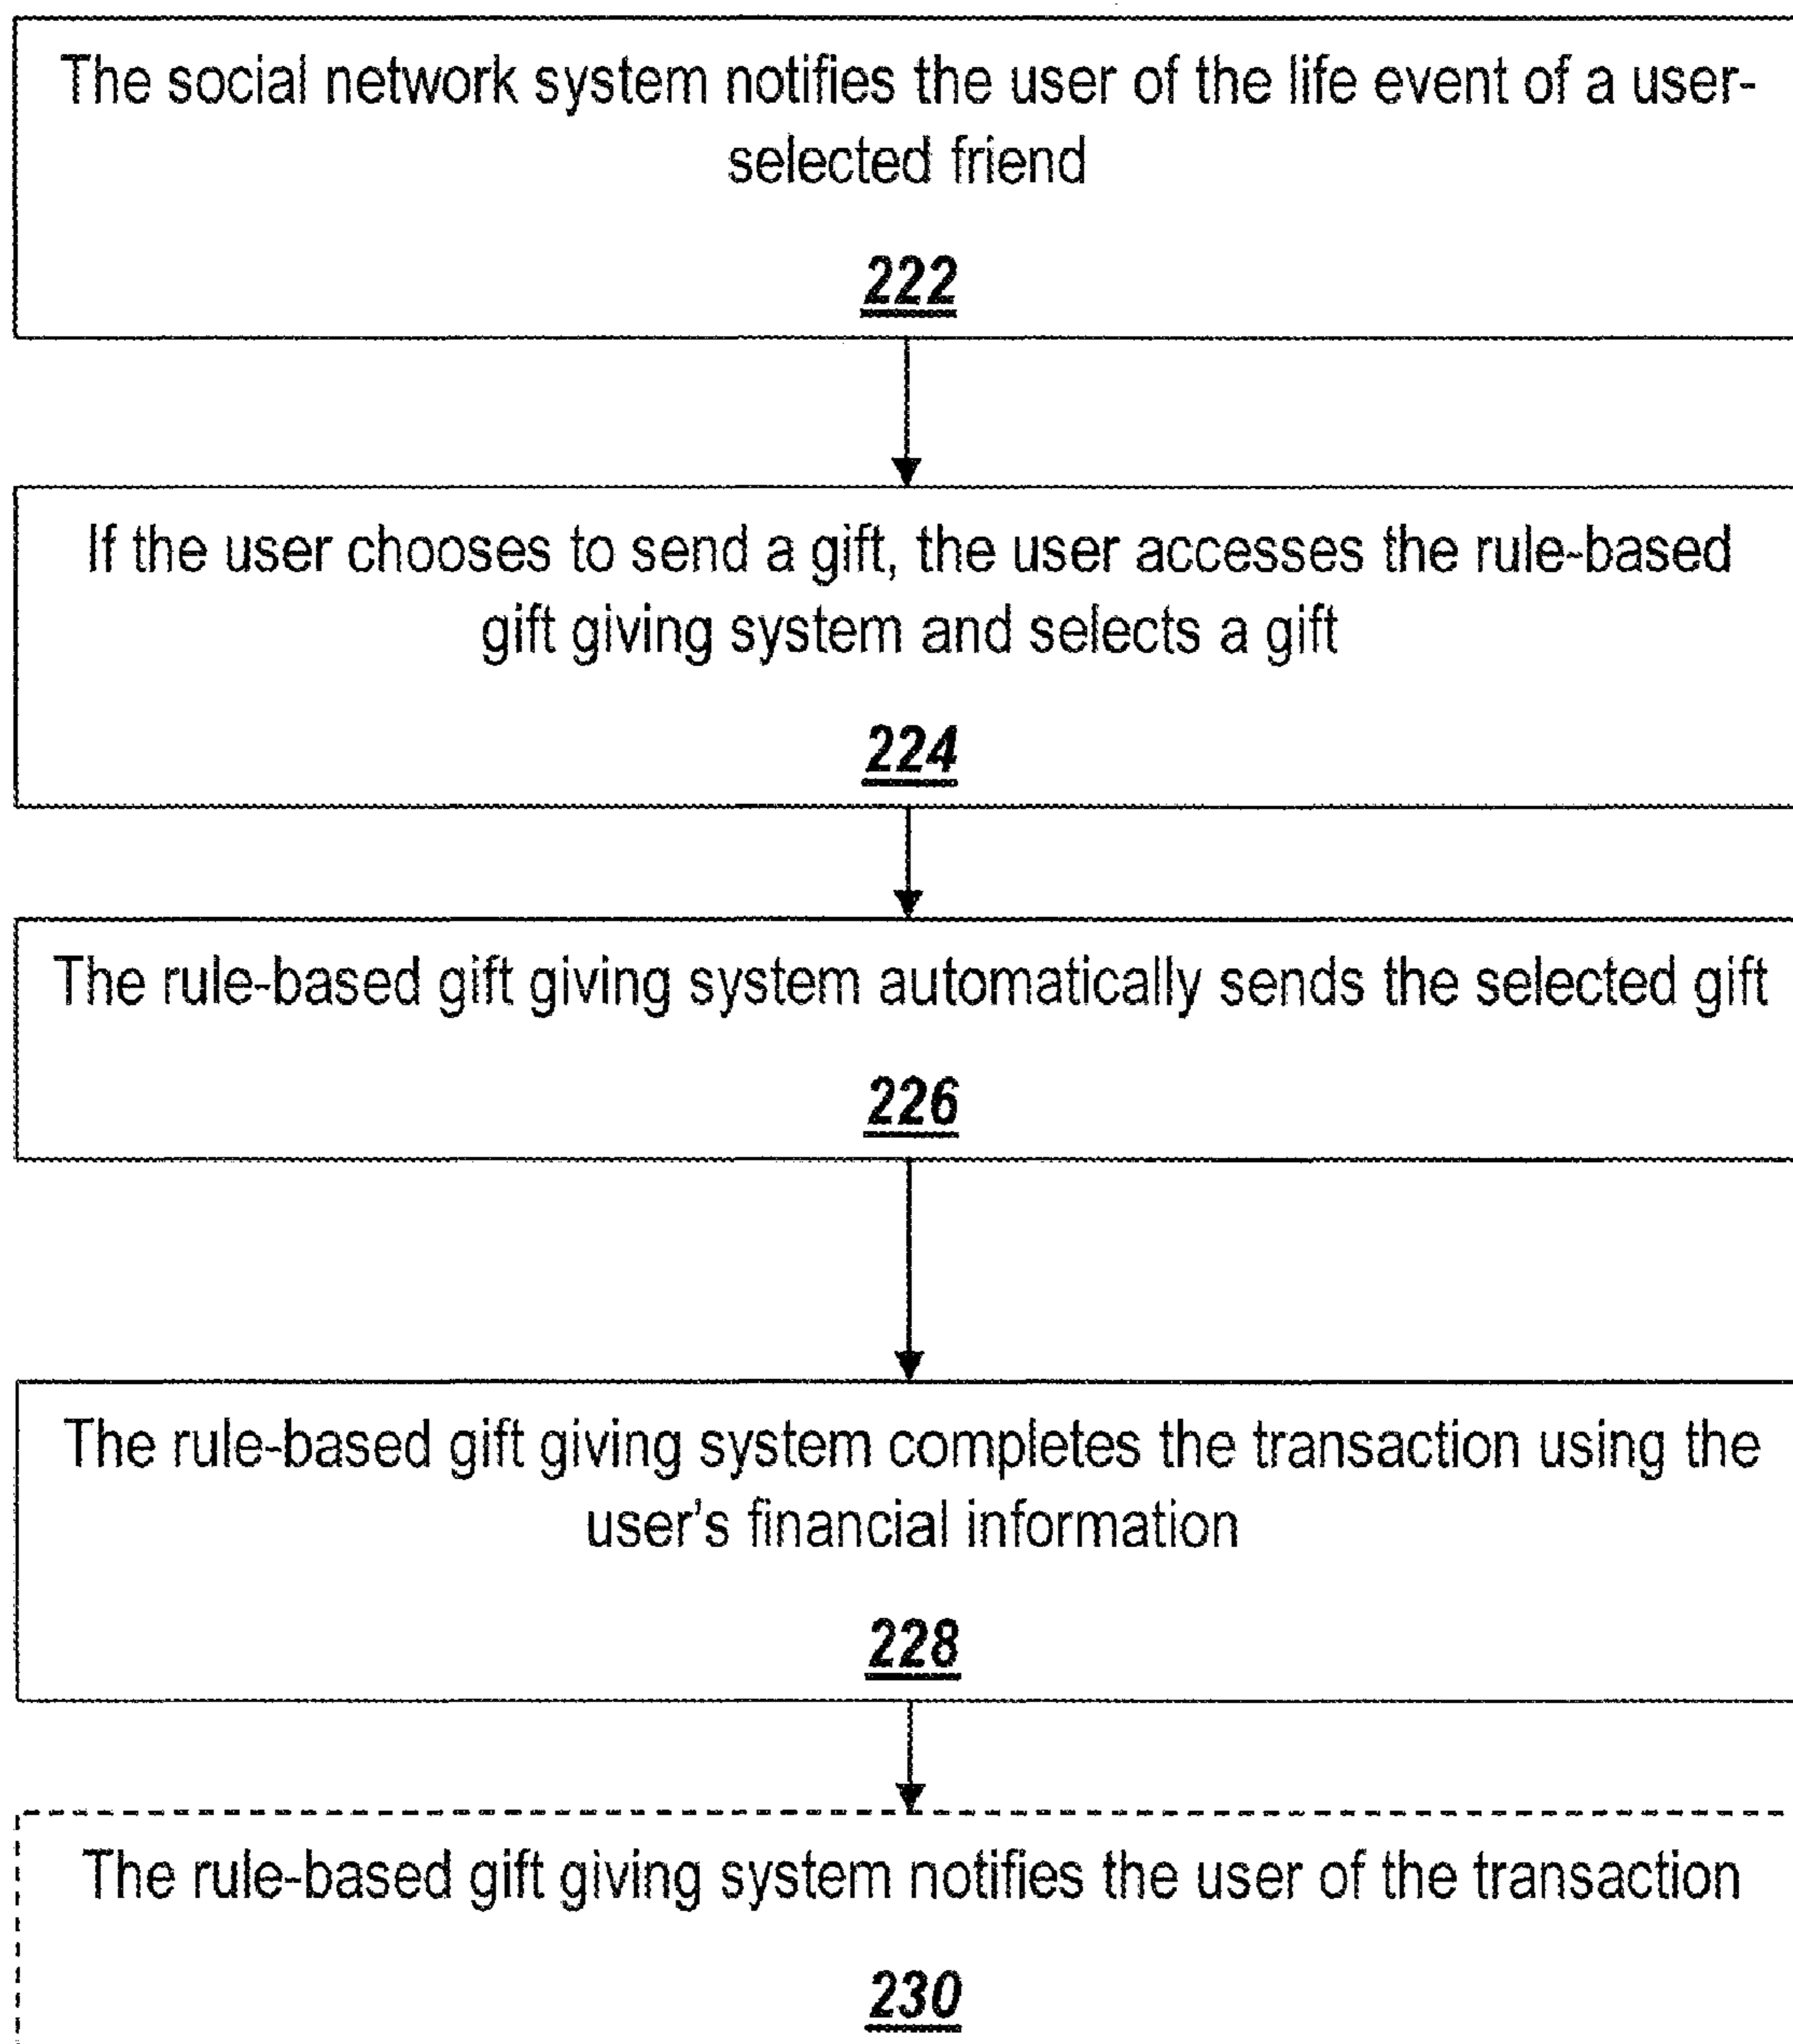 The social network system notifies the user of the life event of a user-
selected friend
222
If the user chooses to send a gift, the user accesses the rule-based
gift giving system and selects a gift
224
The rule-based gift giving system automatically sends the selected gift
226
The rule-based gift giving system completes the transaction using the
user's financial information
228
The rule-based gift giving system notifies the user of the transaction
230